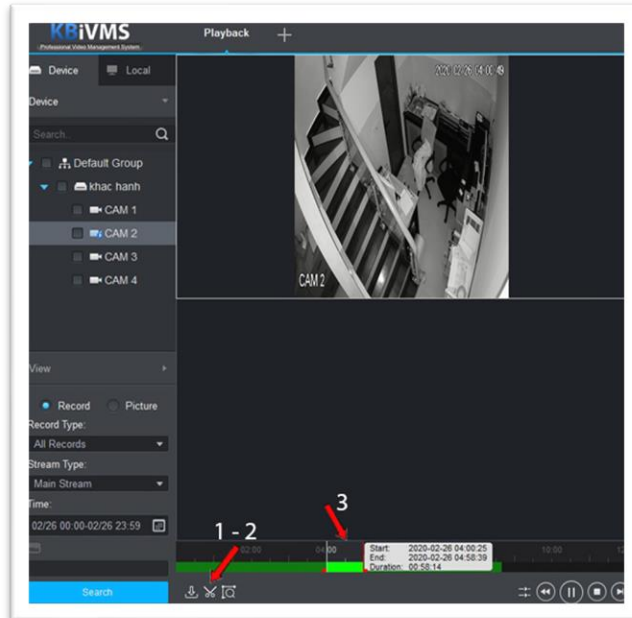 KBiVMS
Professional Video Management System
Playback
Device
Local
Device
Search..
Default Group
khac hanh
CAM 1
CAM 2
CAM 3
CAM 4
2020-02-26 04:00:49
CAM 2
View
Record
Picture
Record Type:
All Records
Stream Type:
Main Stream
Time:
02/26 00:00-02/26 23:59
Search
1 - 2
3
02:00
04:00
10:00
Start: 2020-02-26 04:00:25
End: 2020-02-26 04:58:39
Duration: 00:58:14